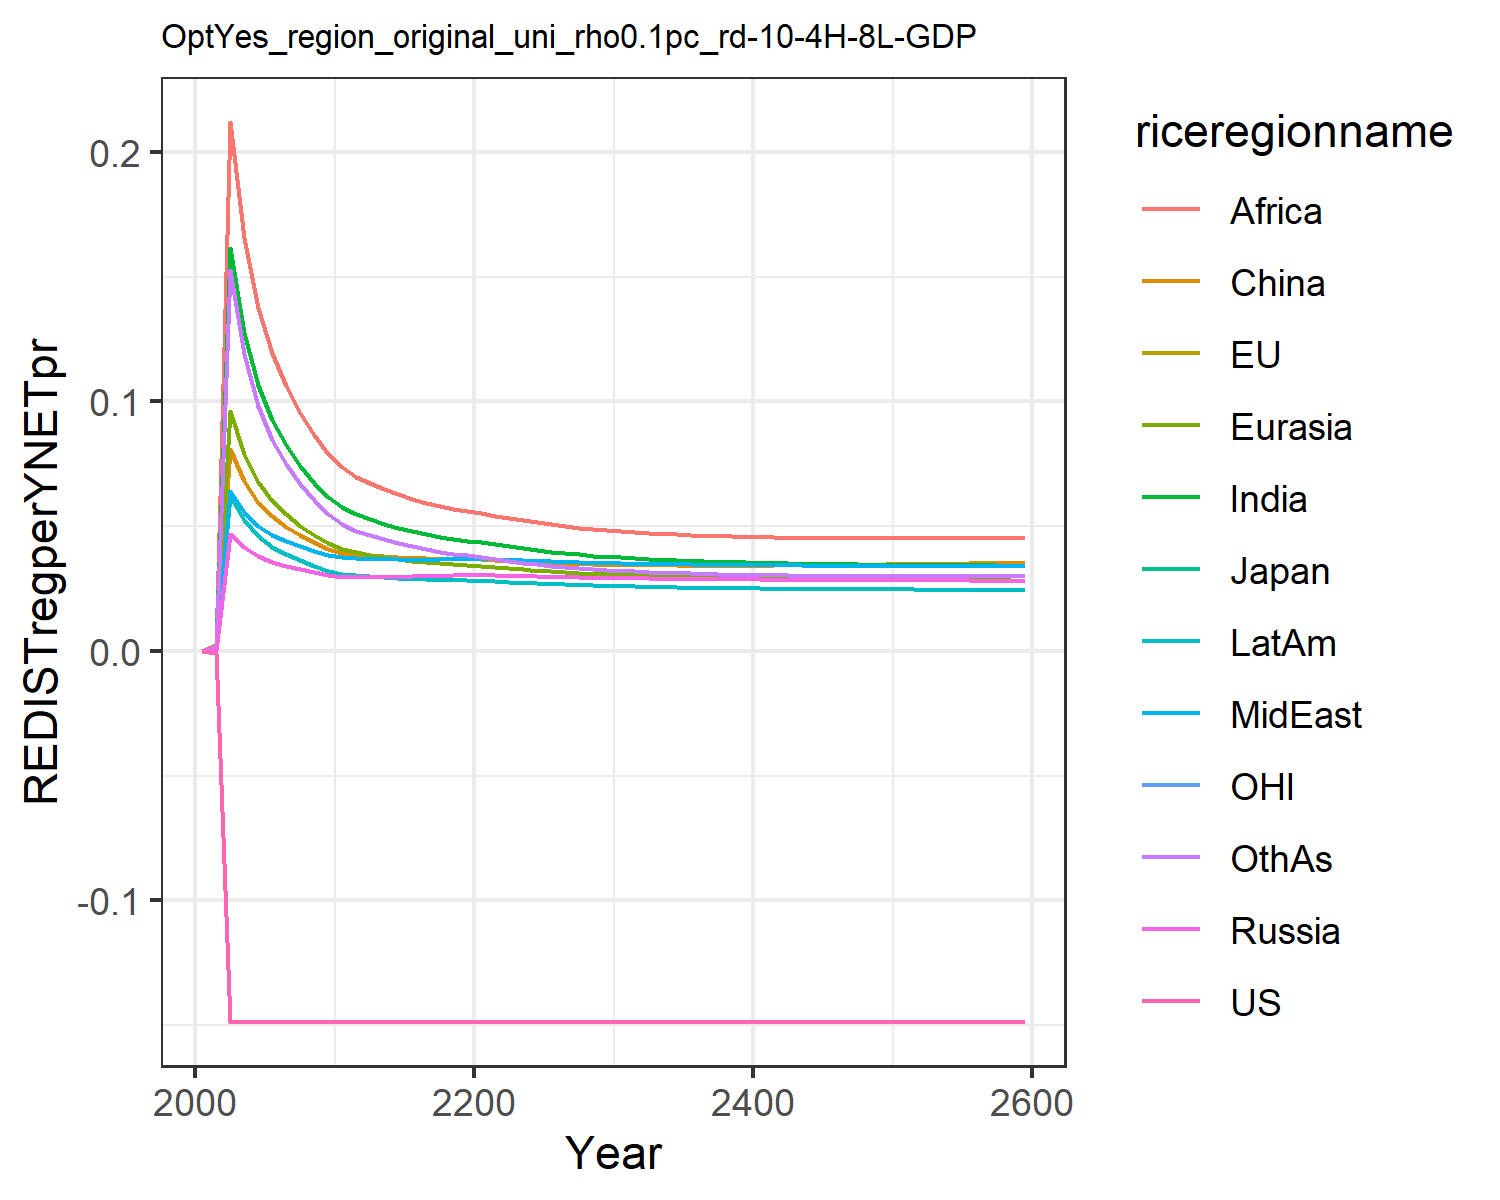 OptYes_region_original_uni_rho0.1pc_rd-10-4H-8L-GDP
REDISTregperYNETpr
0.2
0.1
0.0
-0.1
2000
2200
2400
2600
Year
riceregionname
Africa
China
EU
Eurasia
India
Japan
LatAm
MidEast
OHI
OthAs
Russia
US